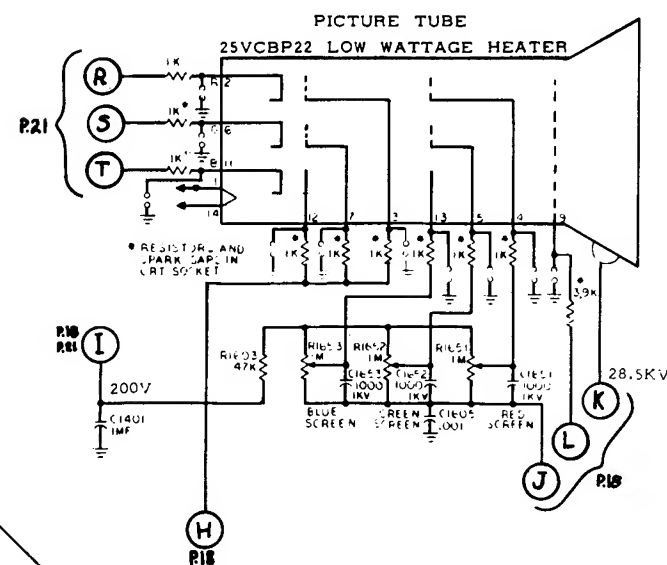 PICTURE TUBE
25VCBP22 LOW WATTAGE HEATER
R
1K
R 2
S
1K*
G 6
P.21
T
1K*
B 11
1
14
12
7
3
13
5
4
9
* RESISTORS AND
SPARK GAPS IN
CRT SOCKET
*
1K
*
1K
*
1K
*
1K
*
1K
*
1K
*
3.9K
P.18
P.21
I
R1603
47K
R1653
1M
R1652
1M
R1651
1M
200V
C1653
1000
1KV
C1652
1000
1KV
C1651
1000
1KV
28.5KV
K
C1401
1MF
BLUE
SCREEN
GREEN
SCREEN
C1605
.001
RED
SCREEN
L
J
P.18
H
P.18